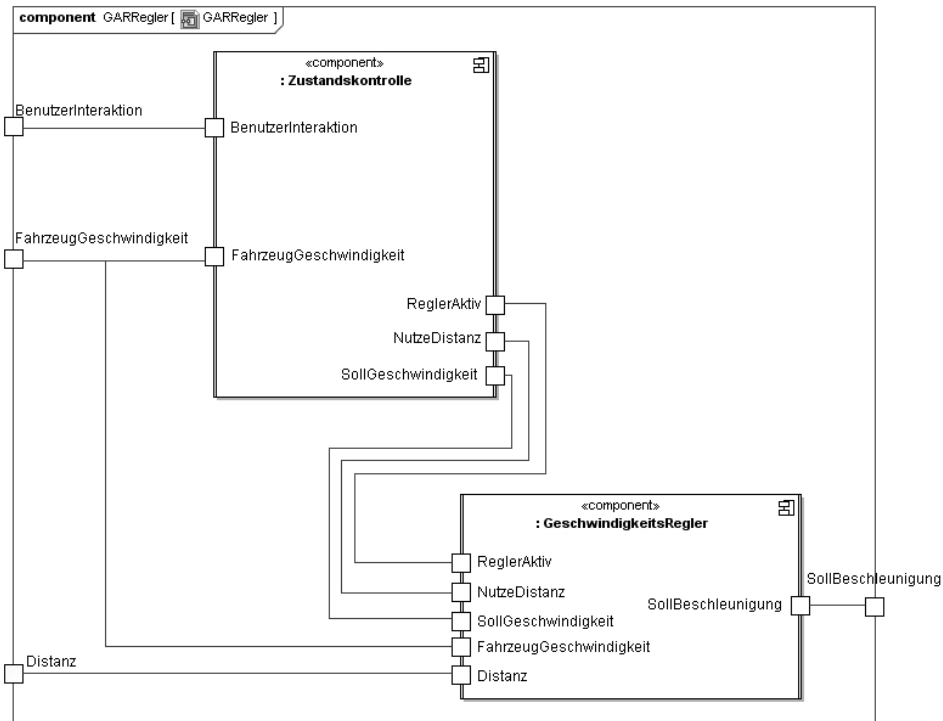 component GARRegler [ GARRegler ]
«component»
: Zustandskontrolle
BenutzerInteraktion
BenutzerInteraktion
FahrzeugGeschwindigkeit
FahrzeugGeschwindigkeit
ReglerAktiv
NutzeDistanz
SollGeschwindigkeit
«component»
: GeschwindigkeitsRegler
ReglerAktiv
NutzeDistanz
SollGeschwindigkeit
FahrzeugGeschwindigkeit
Distanz
SollBeschleunigung
SollBeschleunigung
Distanz